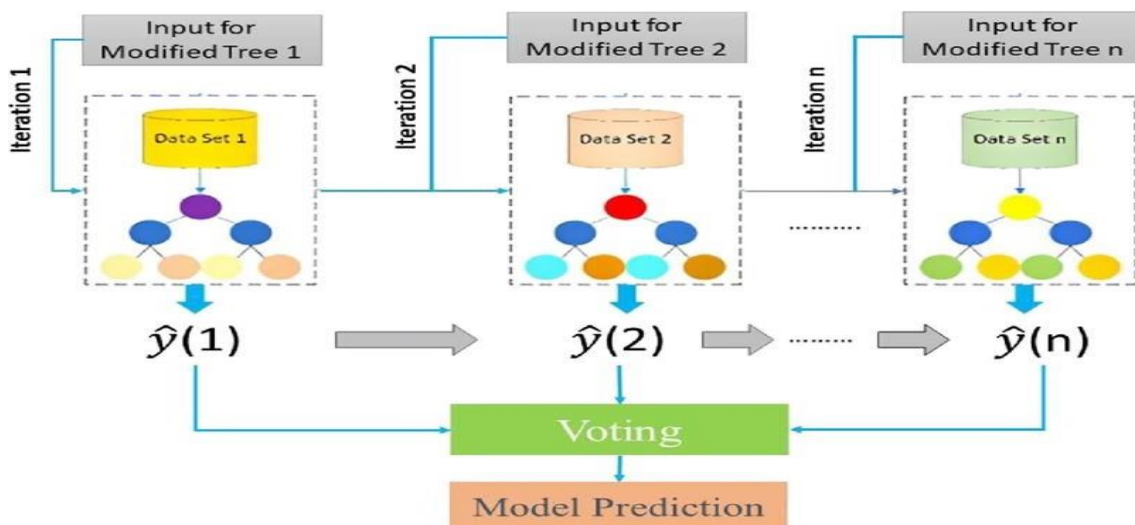 Input for
Modified Tree 1
Input for
Modified Tree 2
Input for
Modified Tree n
Iteration 1
Iteration 2
Iteration n
Data Set 1
Data Set 2
Data Set n
.........
ŷ(1)
ŷ(2)
.........
ŷ(n)
Voting
Model Prediction